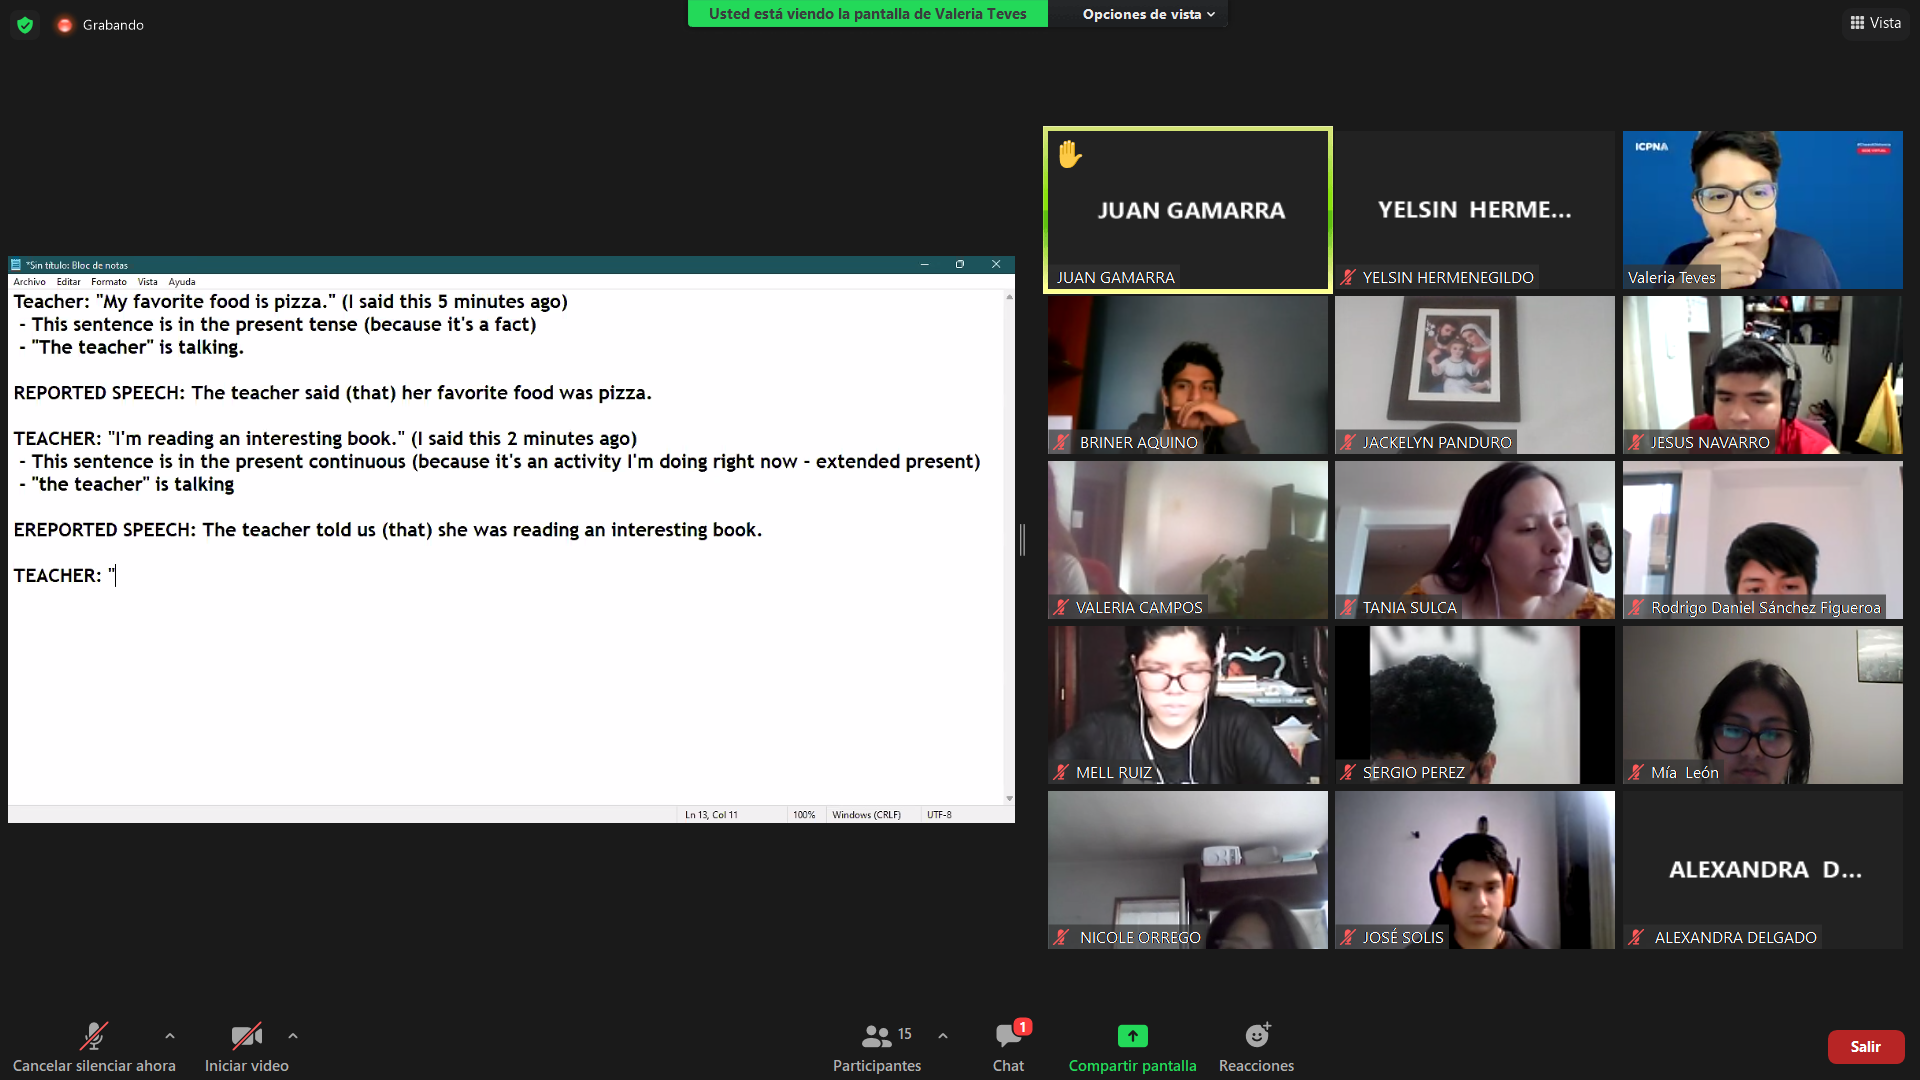 Grabando
Usted está viendo la pantalla de Valeria Teves
Opciones de vista
Vista
*Sin título: Bloc de notas
Archivo Editar Formato Vista Ayuda
Teacher: "My favorite food is pizza." (I said this 5 minutes ago)
- This sentence is in the present tense (because it's a fact)
- "The teacher" is talking.
REPORTED SPEECH: The teacher said (that) her favorite food was pizza.
TEACHER: "I'm reading an interesting book." (I said this 2 minutes ago)
- This sentence is in the present continuous (because it's an activity I'm doing right now - extended present)
- "the teacher" is talking
EREPORTED SPEECH: The teacher told us (that) she was reading an interesting book.
TEACHER: "
Ln 13, Col 11 100% Windows (CRLF) UTF-8
JUAN GAMARRA
JUAN GAMARRA
YELSIN HERME...
YELSIN HERMENEGILDO
ICPNA
Valeria Teves
BRINER AQUINO
JACKELYN PANDURO
JESUS NAVARRO
VALERIA CAMPOS
TANIA SULCA
Rodrigo Daniel Sánchez Figueroa
MELL RUIZ
SERGIO PEREZ
Mía León
NICOLE ORREGO
JOSÉ SOLIS
ALEXANDRA D...
ALEXANDRA DELGADO
Cancelar silenciar ahora
Iniciar video
15
Participantes
1
Chat
Compartir pantalla
Reacciones
Salir